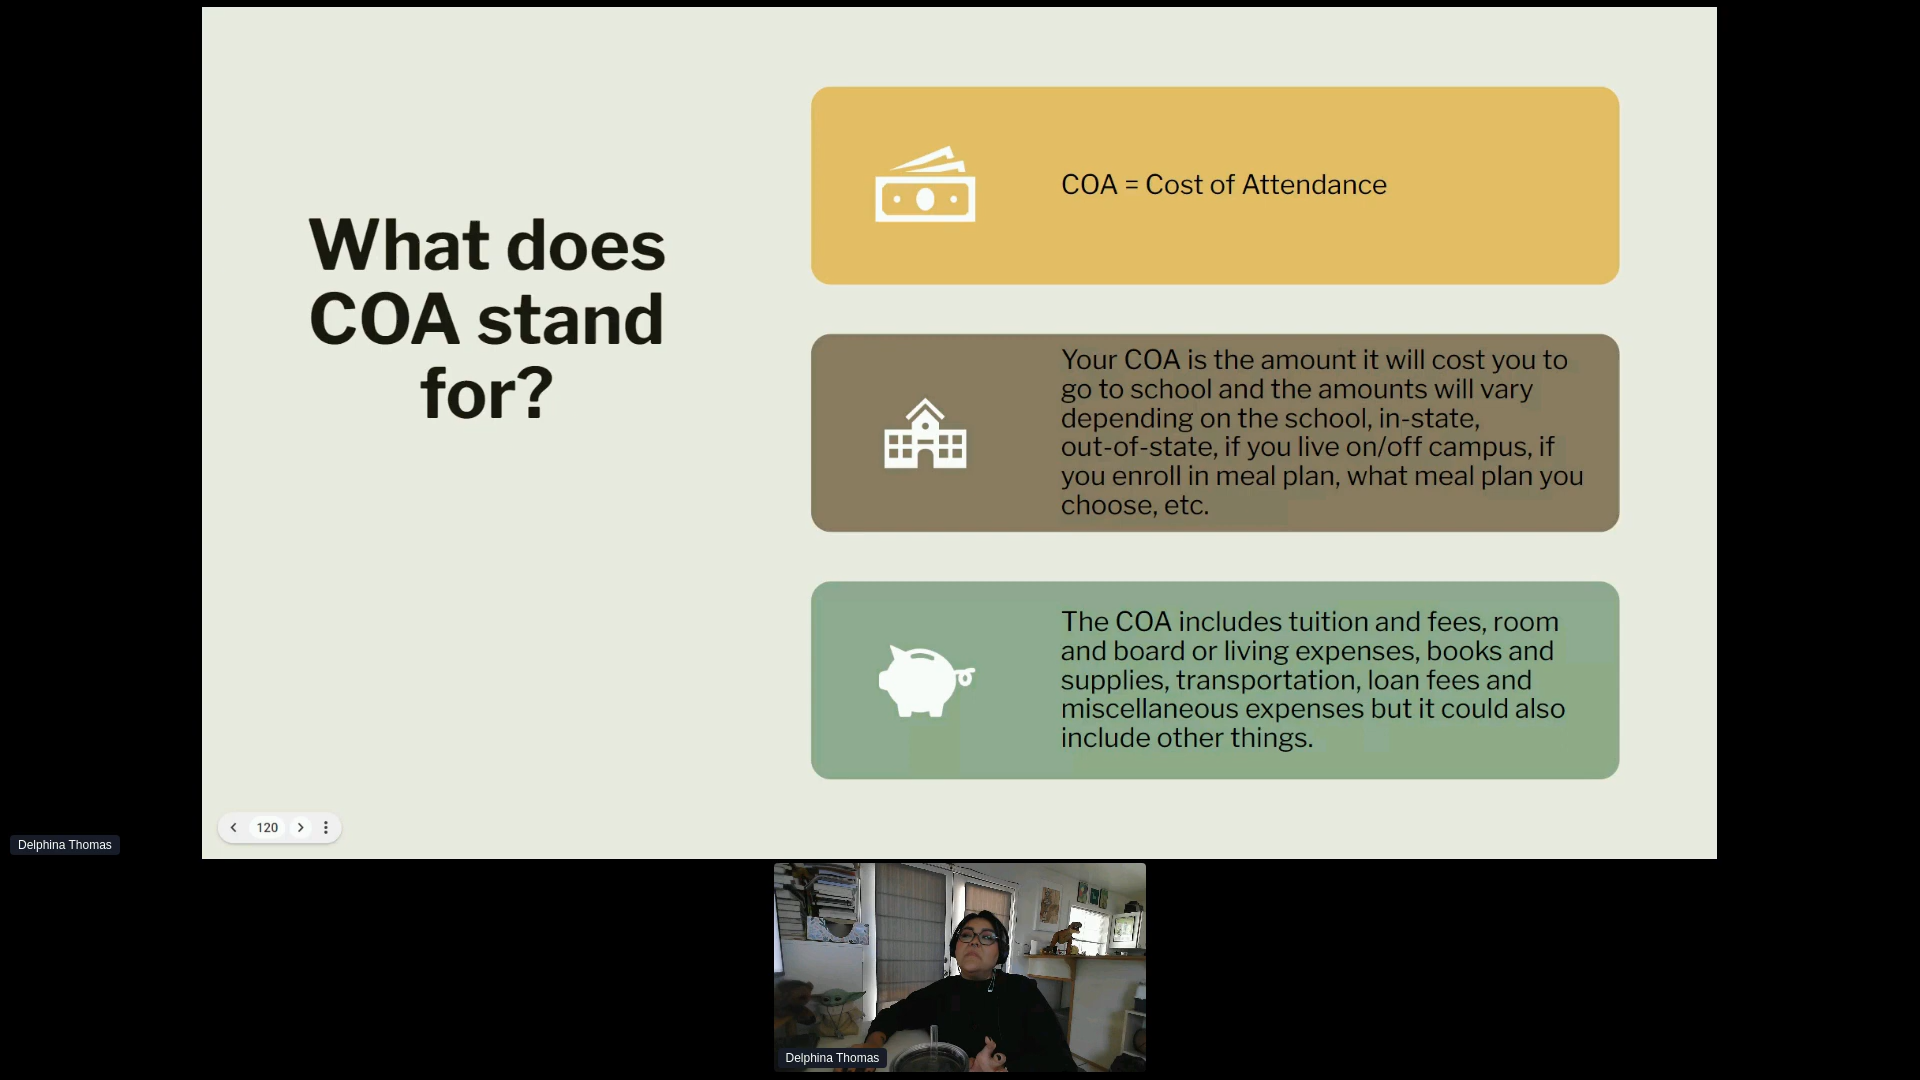 What does
COA stand
for?
COA = Cost of Attendance
Your COA is the amount it will cost you to
go to school and the amounts will vary
depending on the school, in-state,
out-of-state, if you live on/off campus, if
you enroll in meal plan, what meal plan you
choose, etc.
The COA includes tuition and fees, room
and board or living expenses, books and
supplies, transportation, loan fees and
miscellaneous expenses but it could also
include other things.
120
Delphina Thomas
Delphina Thomas